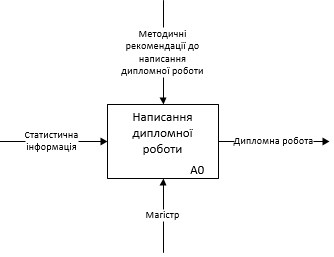 Методичні
рекомендації до
написання
дипломної роботи
Написання
дипломної
роботи
A0
Статистична
інформація
Дипломна робота
Магістр